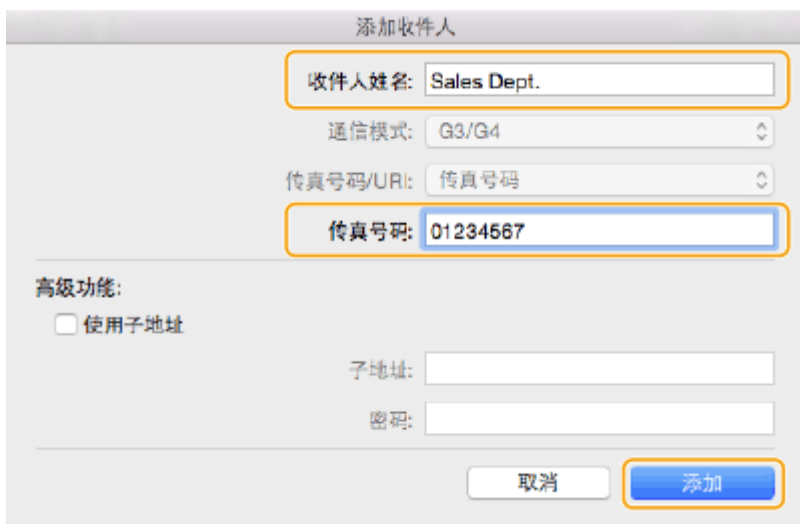 添加收件人
收件人姓名: Sales Dept.
通信模式: G3/G4
传真号码/URI: 传真号码
传真号码: 01234567
高级功能:
使用子地址
子地址:
密码:
取消 添加